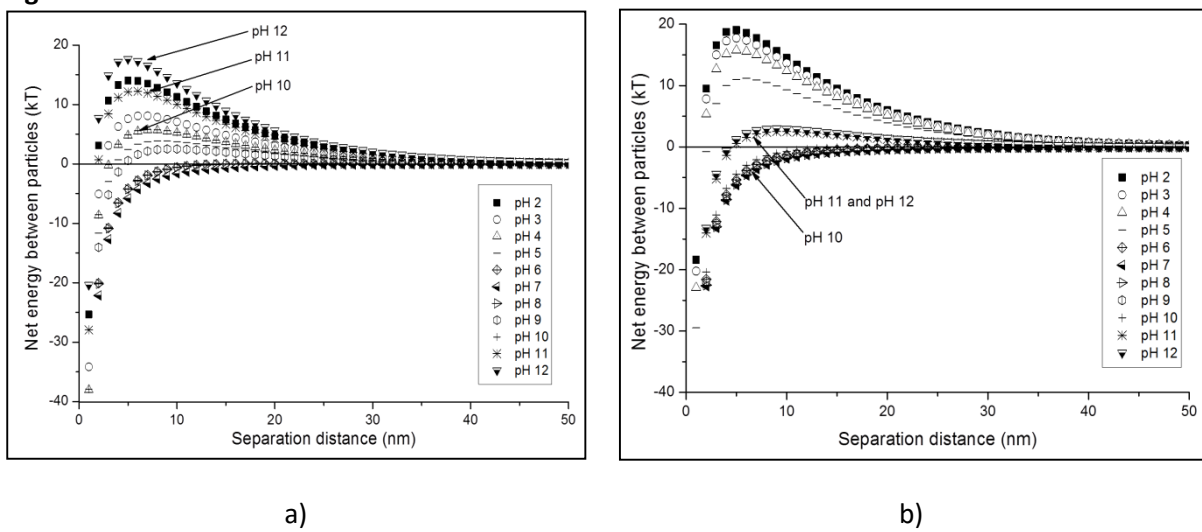 pH 12
pH 11
pH 10
Net energy between particles (kT)
20
10
0
-10
-20
-30
-40
pH 2
pH 3
pH 4
pH 5
pH 6
pH 7
pH 8
pH 9
pH 10
pH 11
pH 12
0 10 20 30 40 50
Separation distance (nm)
a)
Net energy between particles (kT)
20
10
0
-10
-20
-30
-40
pH 11 and pH 12
pH 10
pH 2
pH 3
pH 4
pH 5
pH 6
pH 7
pH 8
pH 9
pH 10
pH 11
pH 12
0 10 20 30 40 50
Separation distance (nm)
b)